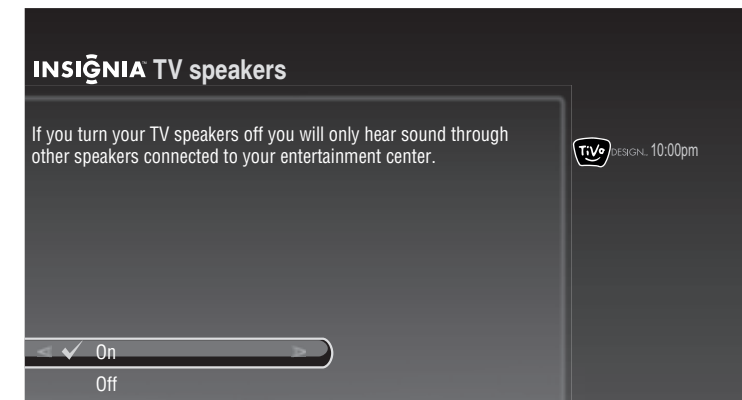 INSIGNIA™ TV speakers
If you turn your TV speakers off you will only hear sound through
other speakers connected to your entertainment center.
TiVo DESIGN.. 10:00pm
On
Off